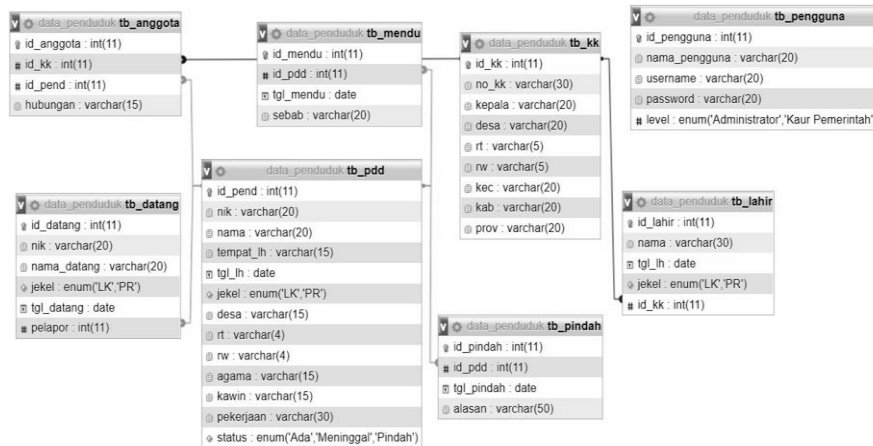 data_penduduk tb_anggota
id_anggota : int(11)
id_kk : int(11)
id_pend : int(11)
hubungan : varchar(15)
data_penduduk tb_mendu
id_mendu : int(11)
id_pdd : int(11)
tgl_mendu : date
sebab : varchar(20)
data_penduduk tb_kk
id_kk : int(11)
no_kk : varchar(30)
kepala : varchar(20)
desa : varchar(20)
rt : varchar(5)
rw : varchar(5)
kec : varchar(20)
kab : varchar(20)
prov : varchar(20)
data_penduduk tb_pengguna
id_pengguna : int(11)
nama_pengguna : varchar(20)
username : varchar(20)
password : varchar(20)
level : enum('Administrator','Kaur Pemerintah'
data_penduduk tb_datang
id_datang : int(11)
nik : varchar(20)
nama_datang : varchar(20)
jekel : enum('LK','PR')
tgl_datang : date
pelapor : int(11)
data_penduduk tb_pdd
id_pend : int(11)
nik : varchar(20)
nama : varchar(20)
tempat_lh : varchar(15)
tgl_lh : date
jekel : enum('LK','PR')
desa : varchar(15)
rt : varchar(4)
rw : varchar(4)
agama : varchar(15)
kawin : varchar(15)
pekerjaan : varchar(30)
status : enum('Ada','Meninggal','Pindah')
data_penduduk tb_lahir
id_lahir : int(11)
nama : varchar(30)
tgl_lh : date
jekel : enum('LK','PR')
id_kk : int(11)
data_penduduk tb_pindah
id_pindah : int(11)
id_pdd : int(11)
tgl_pindah : date
alasan : varchar(50)